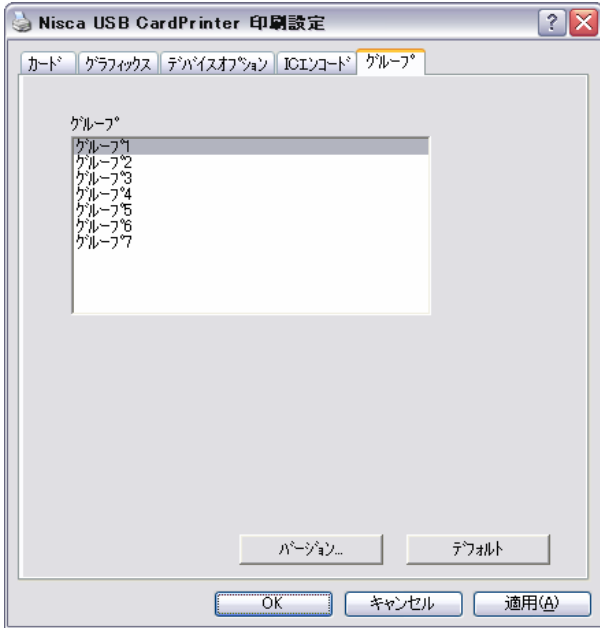 Nisca USB CardPrinter 印刷設定
カード グラフィックス デバイスオプション ICエンコード グループ
グループ
グループ1
グループ2
グループ3
グループ4
グループ5
グループ6
グループ7
バージョン... デフォルト
OK キャンセル 適用(A)